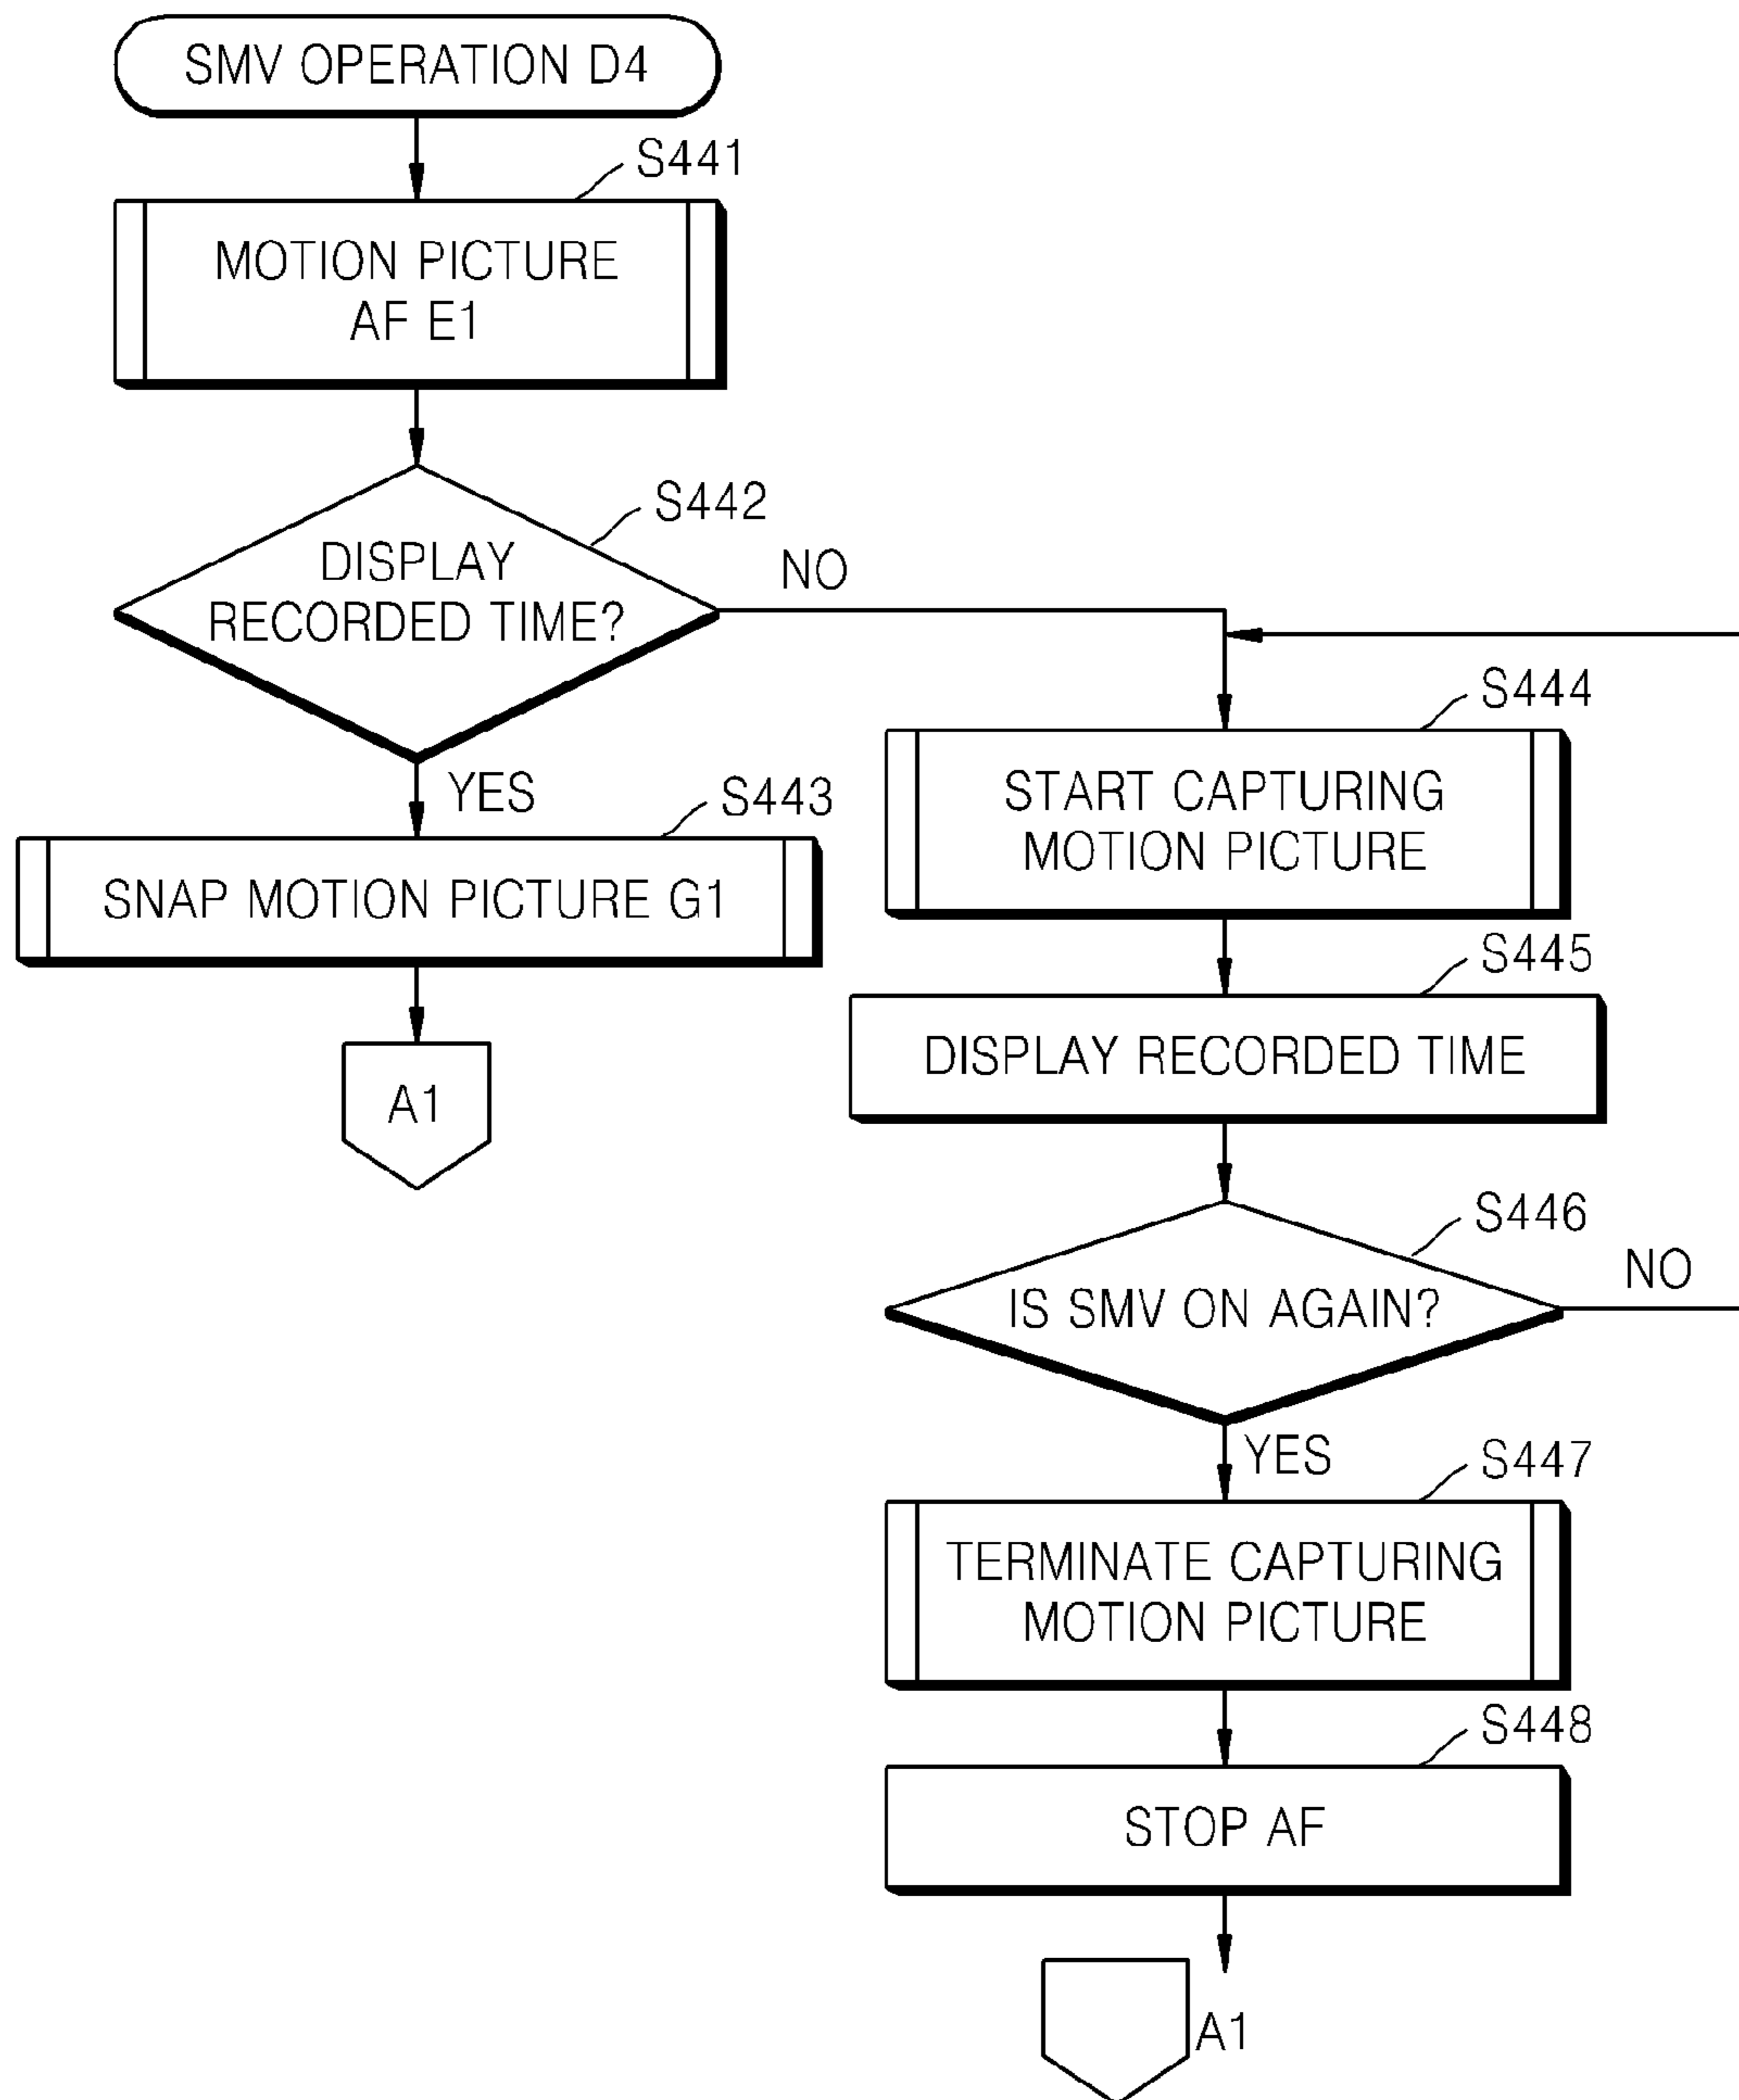 SMV OPERATION D4
S441
MOTION PICTURE
AF E1
S442
DISPLAY
RECORDED TIME?
NO
YES
S443
SNAP MOTION PICTURE G1
A1
S444
START CAPTURING
MOTION PICTURE
S445
DISPLAY RECORDED TIME
S446
IS SMV ON AGAIN?
NO
YES
S447
TERMINATE CAPTURING
MOTION PICTURE
S448
STOP AF
A1